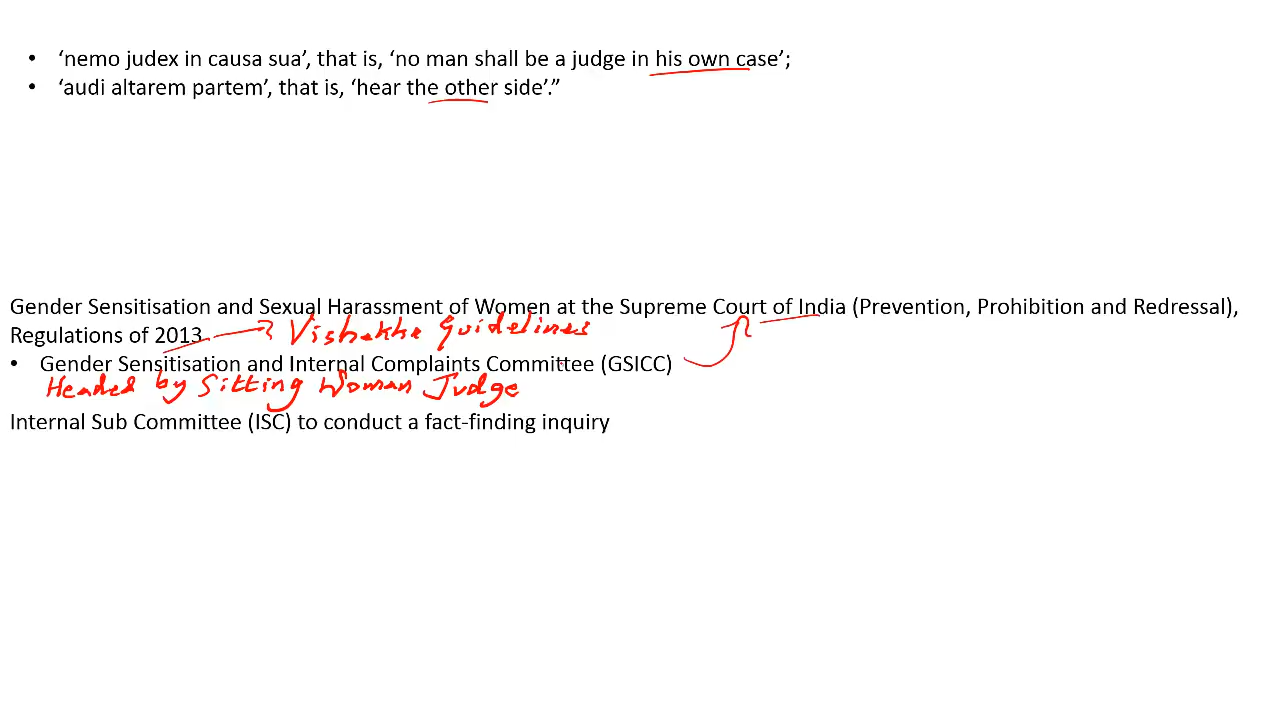 • ‘nemo judex in causa sua’, that is, ‘no man shall be a judge in his own case’;
• ‘audi altarem partem’, that is, ‘hear the other side’.”
Gender Sensitisation and Sexual Harassment of Women at the Supreme Court of India (Prevention, Prohibition and Redressal),
Regulations of 2013 → Vishakha guidelines
• Gender Sensitisation and Internal Complaints Committee (GSICC)
Headed by Sitting Woman Judge
Internal Sub Committee (ISC) to conduct a fact-finding inquiry